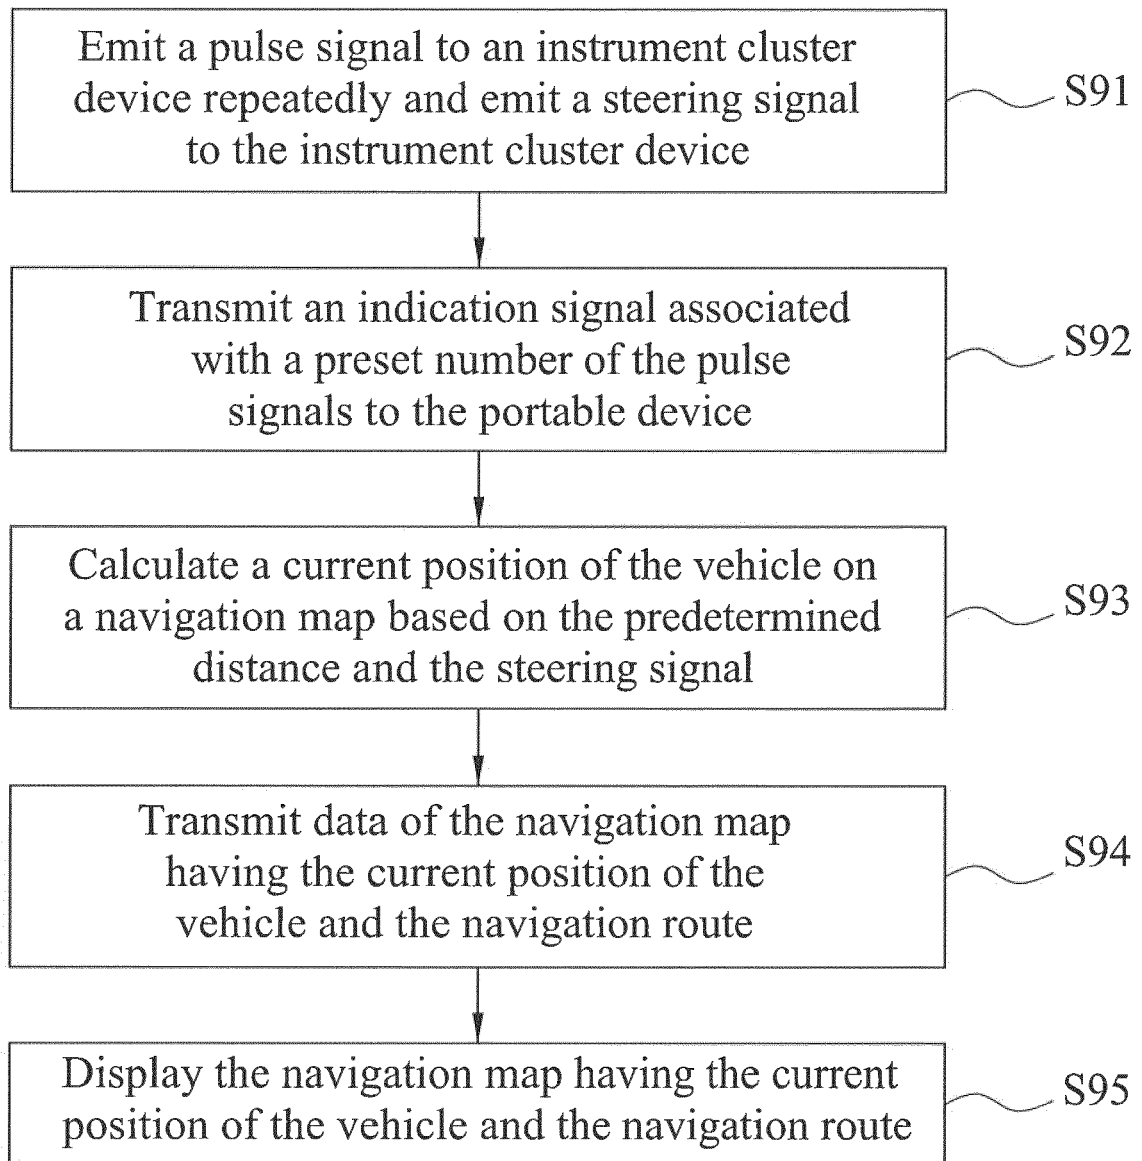 Emit a pulse signal to an instrument cluster
device repeatedly and emit a steering signal
to the instrument cluster device
S91
Transmit an indication signal associated
with a preset number of the pulse
signals to the portable device
S92
Calculate a current position of the vehicle on
a navigation map based on the predetermined
distance and the steering signal
S93
Transmit data of the navigation map
having the current position of the
vehicle and the navigation route
S94
Display the navigation map having the current
position of the vehicle and the navigation route
S95